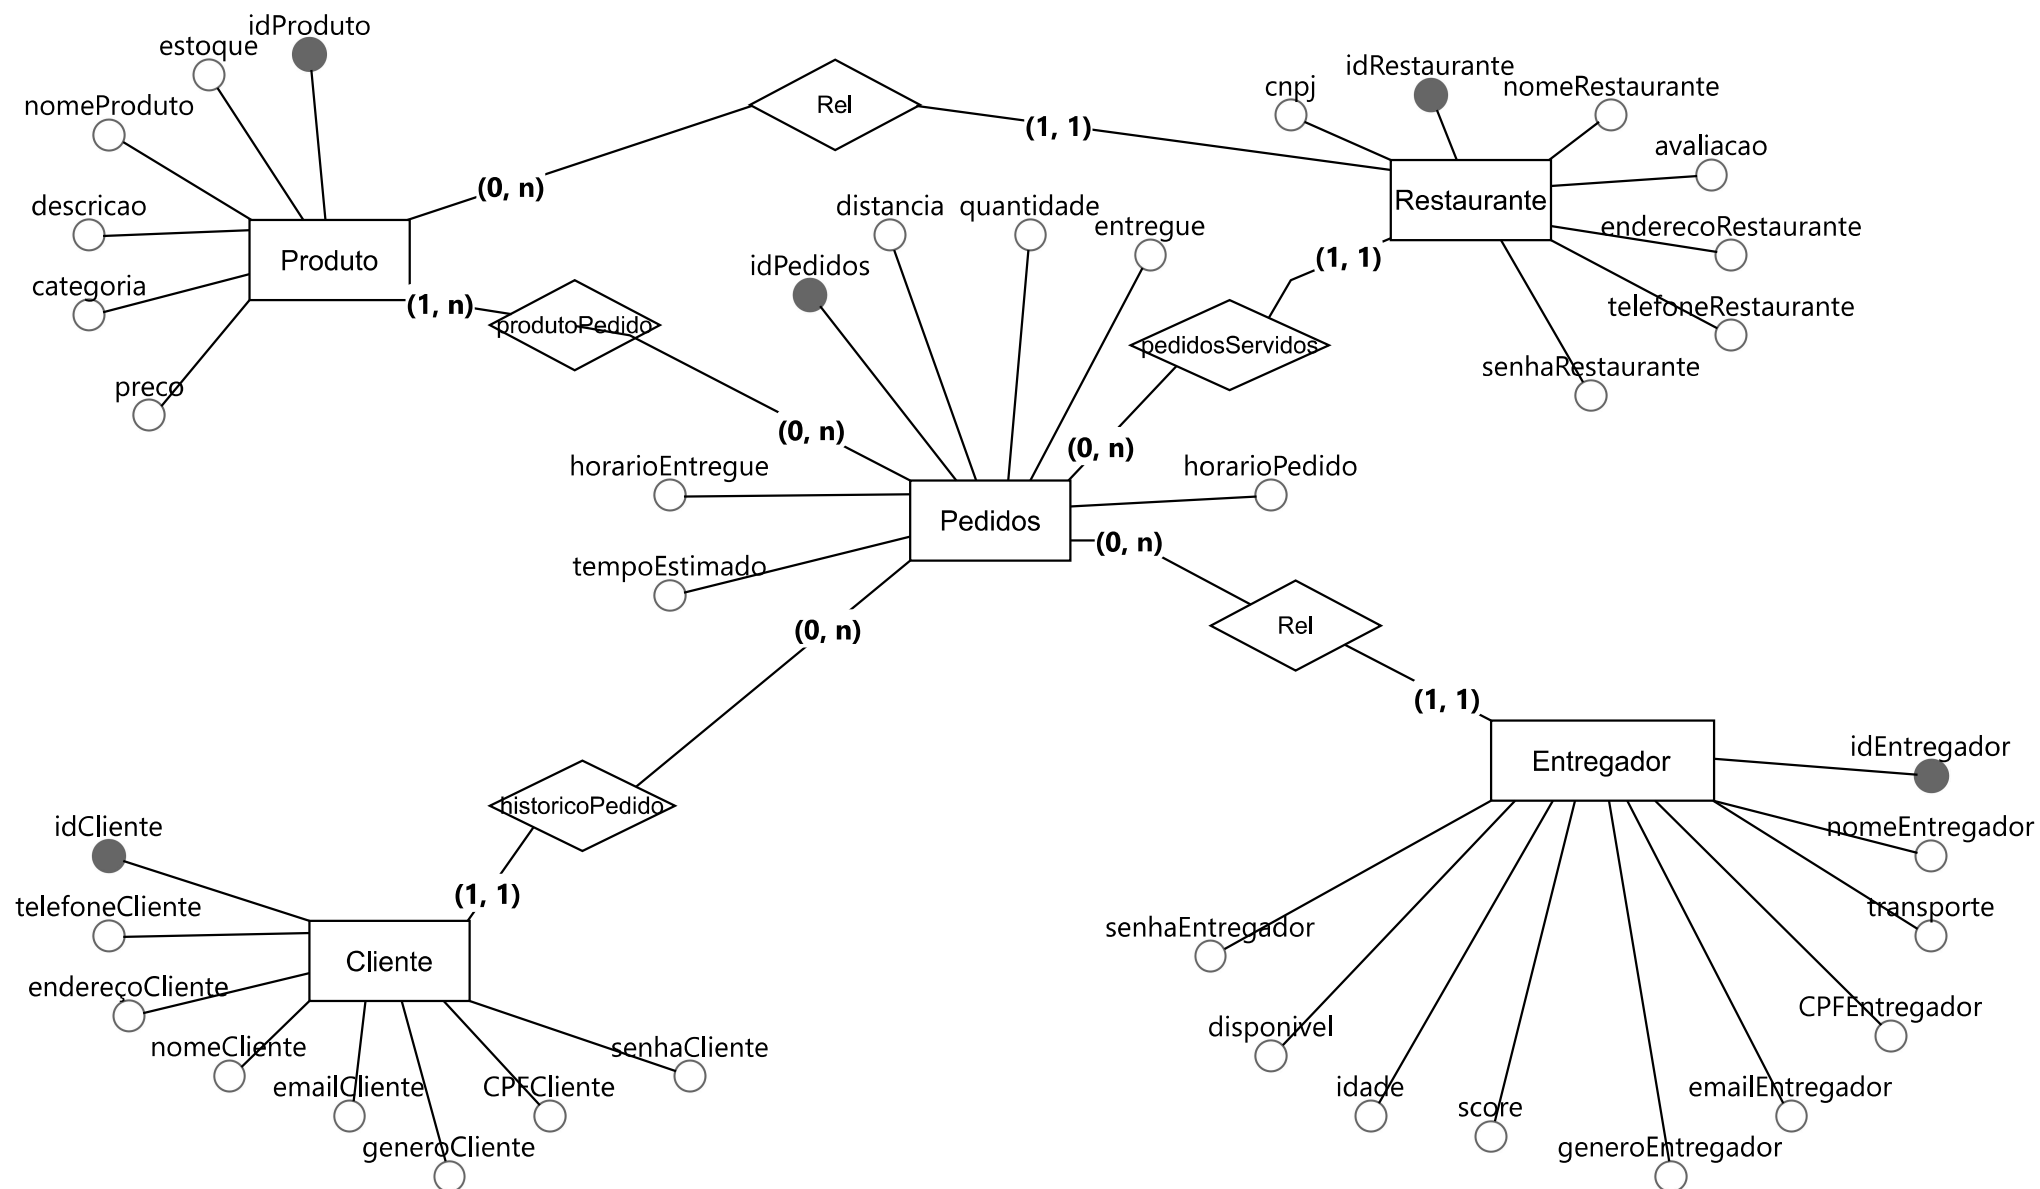 idProduto
estoque
nomeProduto
descricao
categoria
preco
Produto
Rel
(0, n)
(1, 1)
cnpj
idRestaurante
nomeRestaurante
avaliacao
enderecoRestaurante
telefoneRestaurante
senhaRestaurante
Restaurante
(1, 1)
pedidosServidos
(0, n)
(1, n)
produtoPedido
(0, n)
idPedidos
distancia
quantidade
entregue
horarioEntregue
horarioPedido
tempoEstimado
Pedidos
(0, n)
Rel
(1, 1)
(0, n)
historicoPedido
(1, 1)
idCliente
telefoneCliente
endereçoCliente
nomeCliente
emailCliente
generoCliente
CPFCliente
senhaCliente
Cliente
Entregador
idEntregador
nomeEntregador
transporte
CPFEntregador
emailEntregador
generoEntregador
score
idade
disponivel
senhaEntregador